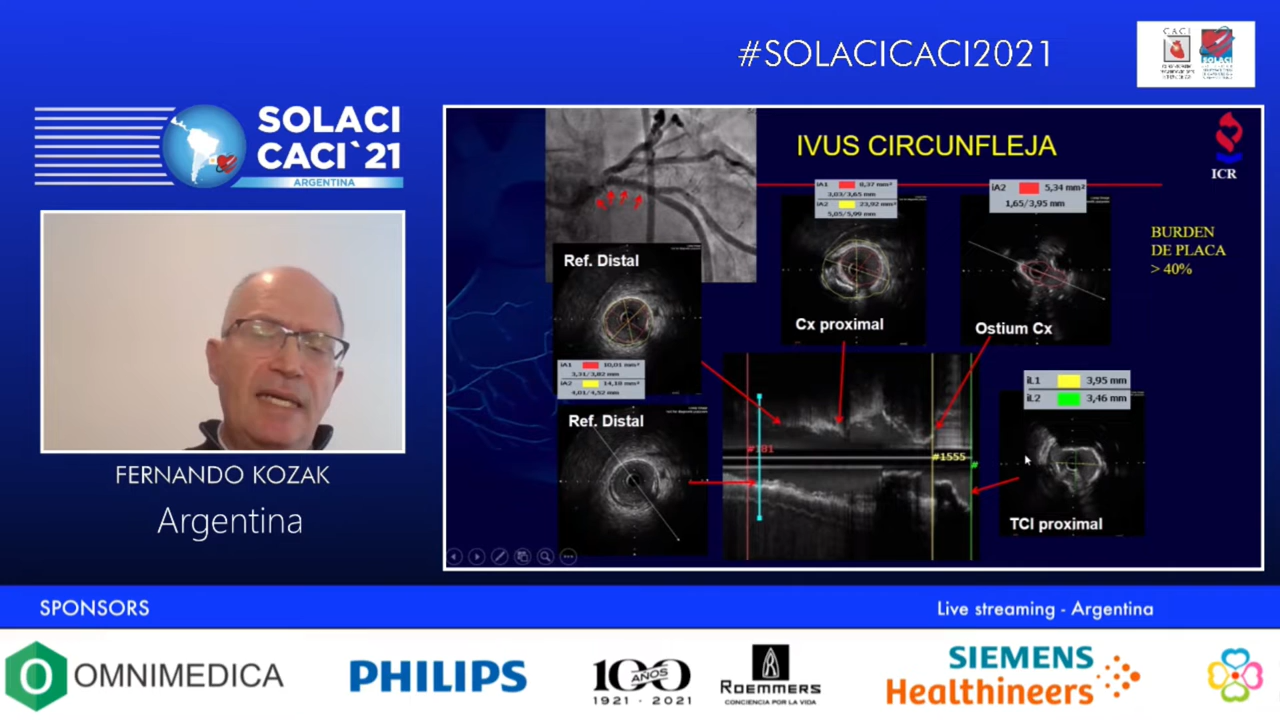 #SOLACICACI2021
CACI
SOLACI
SOLACI
CACI`21
ARGENTINA
FERNANDO KOZAK
Argentina
IVUS CIRCUNFLEJA
ICR
Ref. Distal
iA1 8,37 mm²
3,03/3,65 mm
iA2 23,92 mm²
5,05/5,99 mm
Cx proximal
iA2 5,34 mm²
1,65/3,95 mm
Ostium Cx
BURDEN
DE PLACA
> 40%
iA1 10,01 mm²
3,31/3,82 mm
iA2 14,18 mm²
4,01/4,52 mm
Ref. Distal
#181
#1555
#
iL1 3,95 mm
iL2 3,46 mm
TCI proximal
SPONSORS
Live streaming - Argentina
OMNIMEDICA
PHILIPS
100
AÑOS
1921 - 2021
ROEMMERS
CONCIENCIA POR LA VIDA
SIEMENS
Healthineers